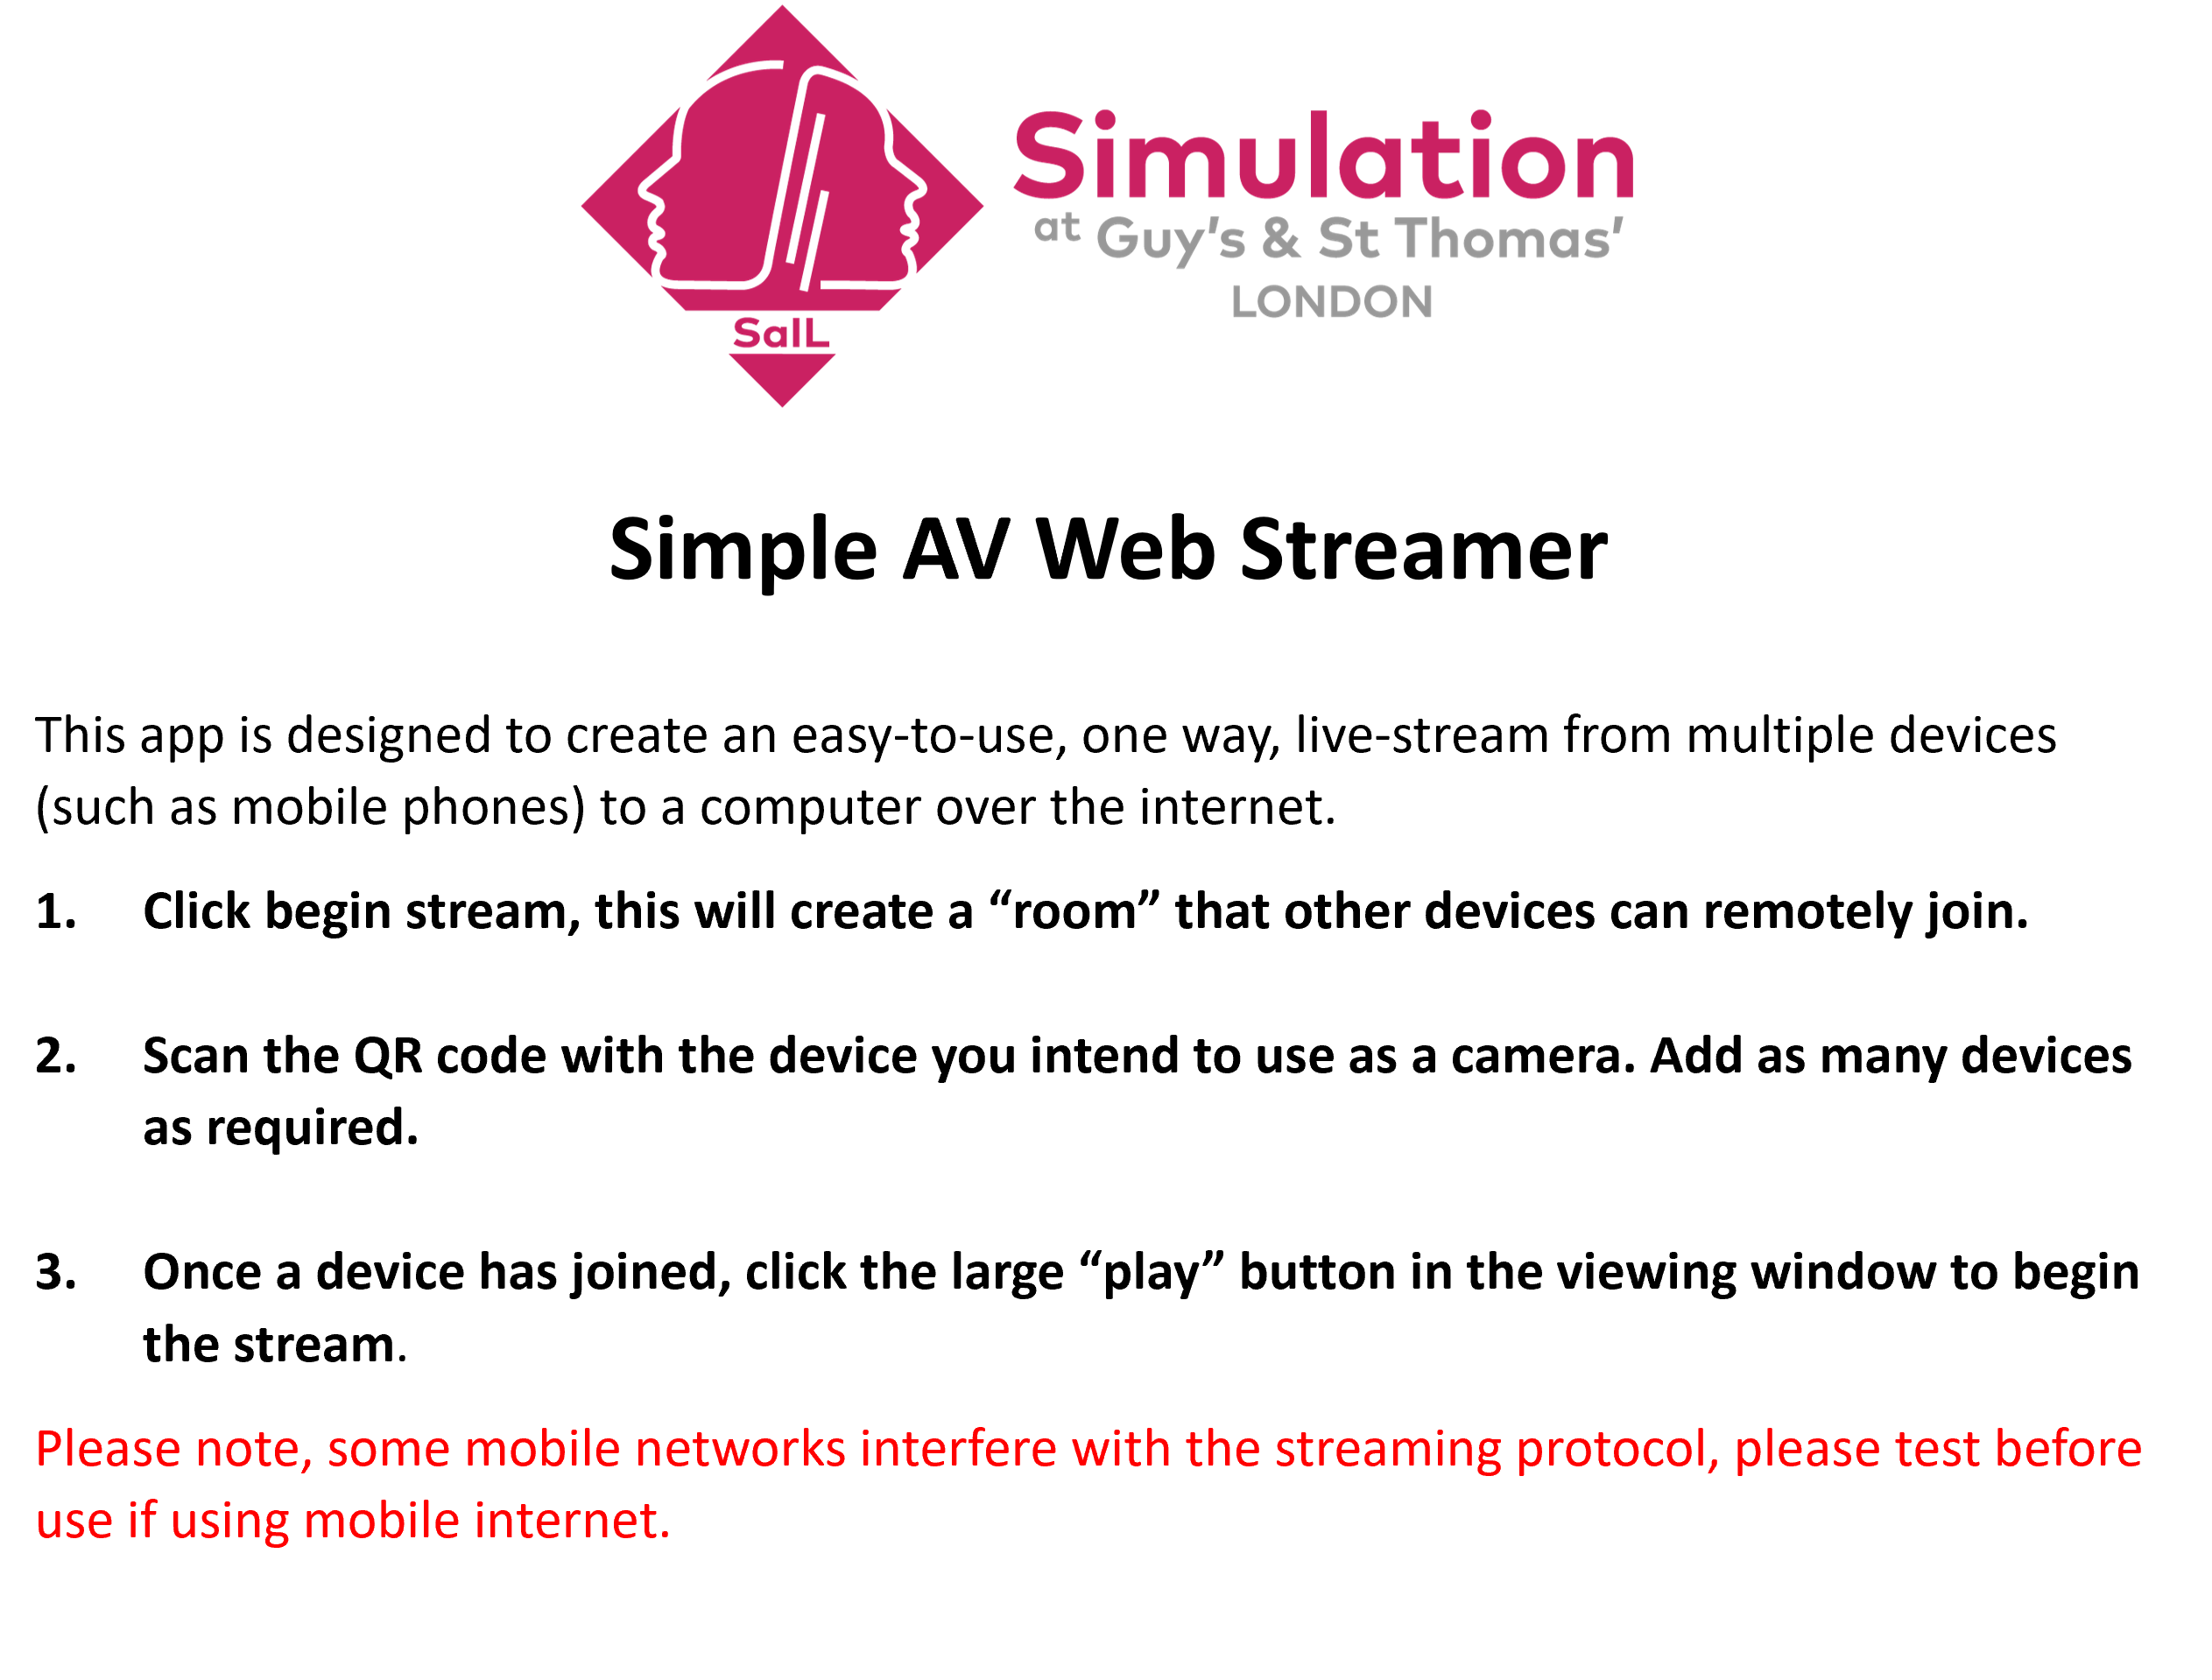 Simulation
at Guy's & St Thomas'
LONDON
SaIL
Simple AV Web Streamer
This app is designed to create an easy-to-use, one way, live-stream from multiple devices
(such as mobile phones) to a computer over the internet.
1. Click begin stream, this will create a “room” that other devices can remotely join.
2. Scan the QR code with the device you intend to use as a camera. Add as many devices
as required.
3. Once a device has joined, click the large “play” button in the viewing window to begin
the stream.
Please note, some mobile networks interfere with the streaming protocol, please test before
use if using mobile internet.